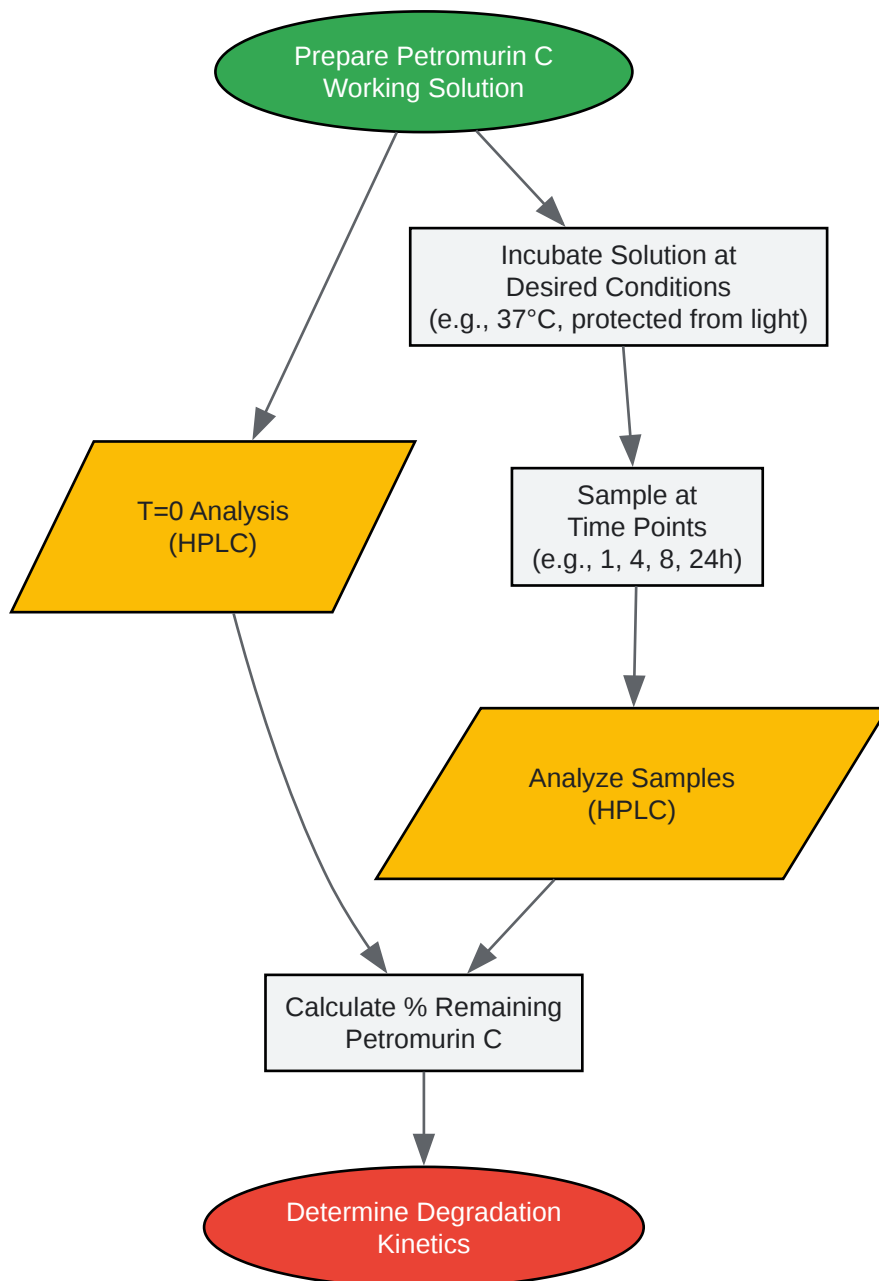 Prepare Petromurin C
Working Solution
Incubate Solution at
Desired Conditions
(e.g., 37°C, protected from light)
T=0 Analysis
(HPLC)
Sample at
Time Points
(e.g., 1, 4, 8, 24h)
Analyze Samples
(HPLC)
Calculate % Remaining
Petromurin C
Determine Degradation
Kinetics